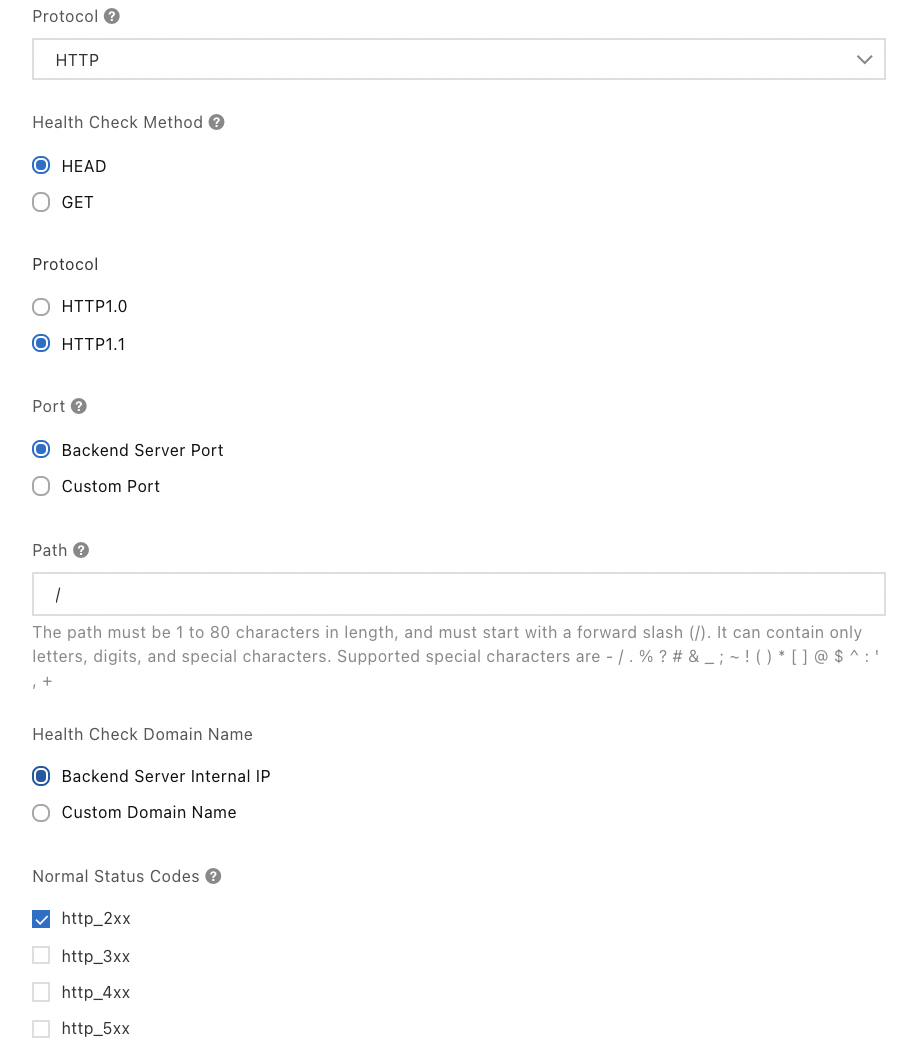 Protocol
HTTP
Health Check Method
HEAD
GET
Protocol
HTTP1.0
HTTP1.1
Port
Backend Server Port
Custom Port
Path
/
The path must be 1 to 80 characters in length, and must start with a forward slash (/). It can contain only
letters, digits, and special characters. Supported special characters are - / . % ? # & _ ; ~ ! ( ) * [ ] @ $ ^ : '
, +
Health Check Domain Name
Backend Server Internal IP
Custom Domain Name
Normal Status Codes
http_2xx
http_3xx
http_4xx
http_5xx